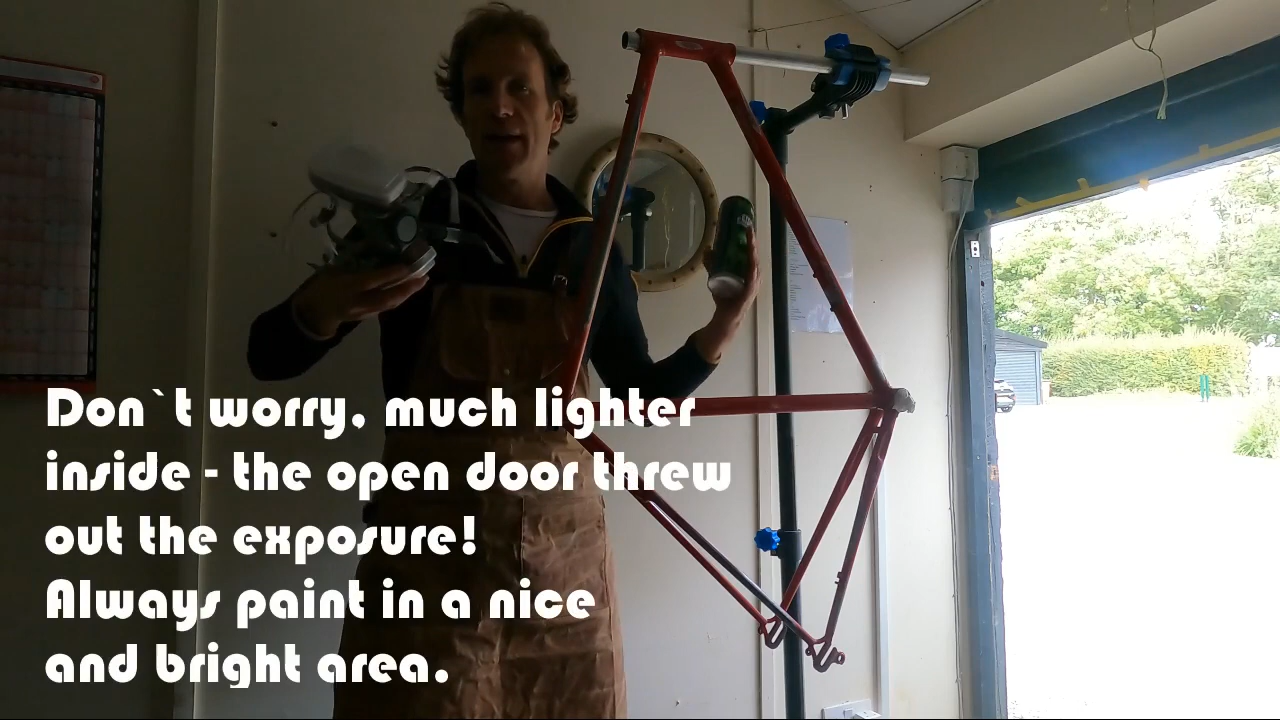 Don`t worry, much lighter
inside - the open door threw
out the exposure!
Always paint in a nice
and bright area.